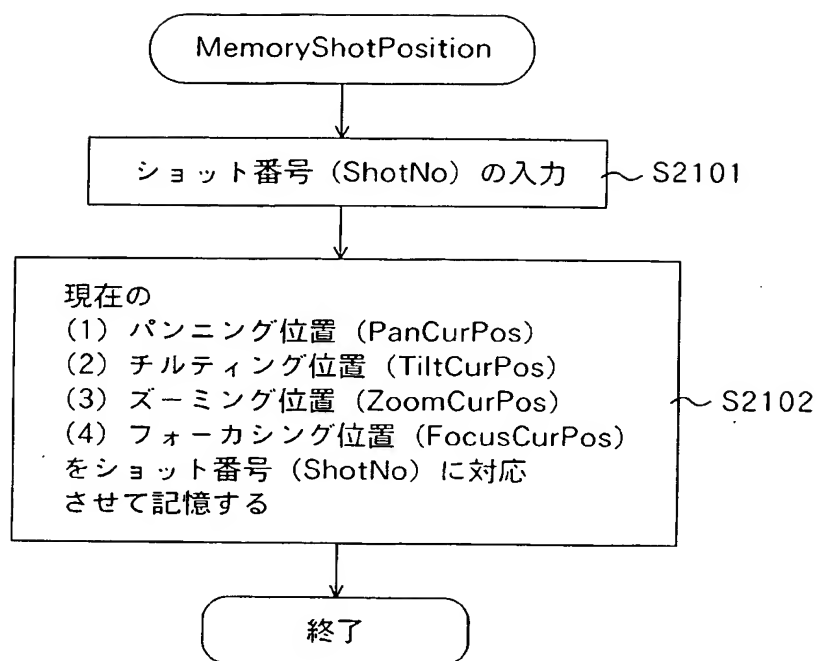 MemoryShotPosition
ショット番号（ShotNo）の入力
S2101
現在の
(1) パンニング位置（PanCurPos）
(2) チルティング位置（TiltCurPos）
(3) ズーミング位置（ZoomCurPos）
(4) フォーカシング位置（FocusCurPos）
をショット番号（ShotNo）に対応
させて記憶する
S2102
終了